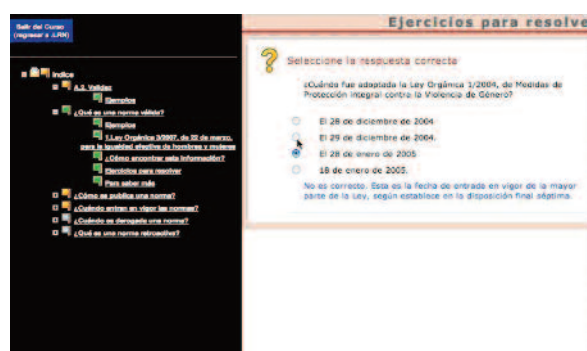 Salir del Curso
(regresar a .LRN)
Ejercicios para resolve
Seleccione la respuesta correcta
¿Cuándo fue adoptada la Ley Orgánica 1/2004, de Medidas de
Protección Integral contra la Violencia de Género?
El 28 de diciembre de 2004
El 29 de diciembre de 2004.
El 28 de enero de 2005
18 de enero de 2005.
No es correcto. Esta es la fecha de entrada en vigor de la mayor
parte de la Ley, según establece en la disposición final séptima.
Indice
A.2. Validez
Ejemplos
¿Qué es una norma válida?
Ejemplos
1.Ley Orgánica 3/2007, de 22 de marzo,
para la igualdad efectiva de hombres y mujeres
¿Cómo encontrar esta información?
Ejercicios para resolver
Para saber más
¿Cómo se publica una norma?
¿Cuándo entran en vigor las normas?
¿Cuándo es derogada una norma?
¿Qué es una norma retroactiva?